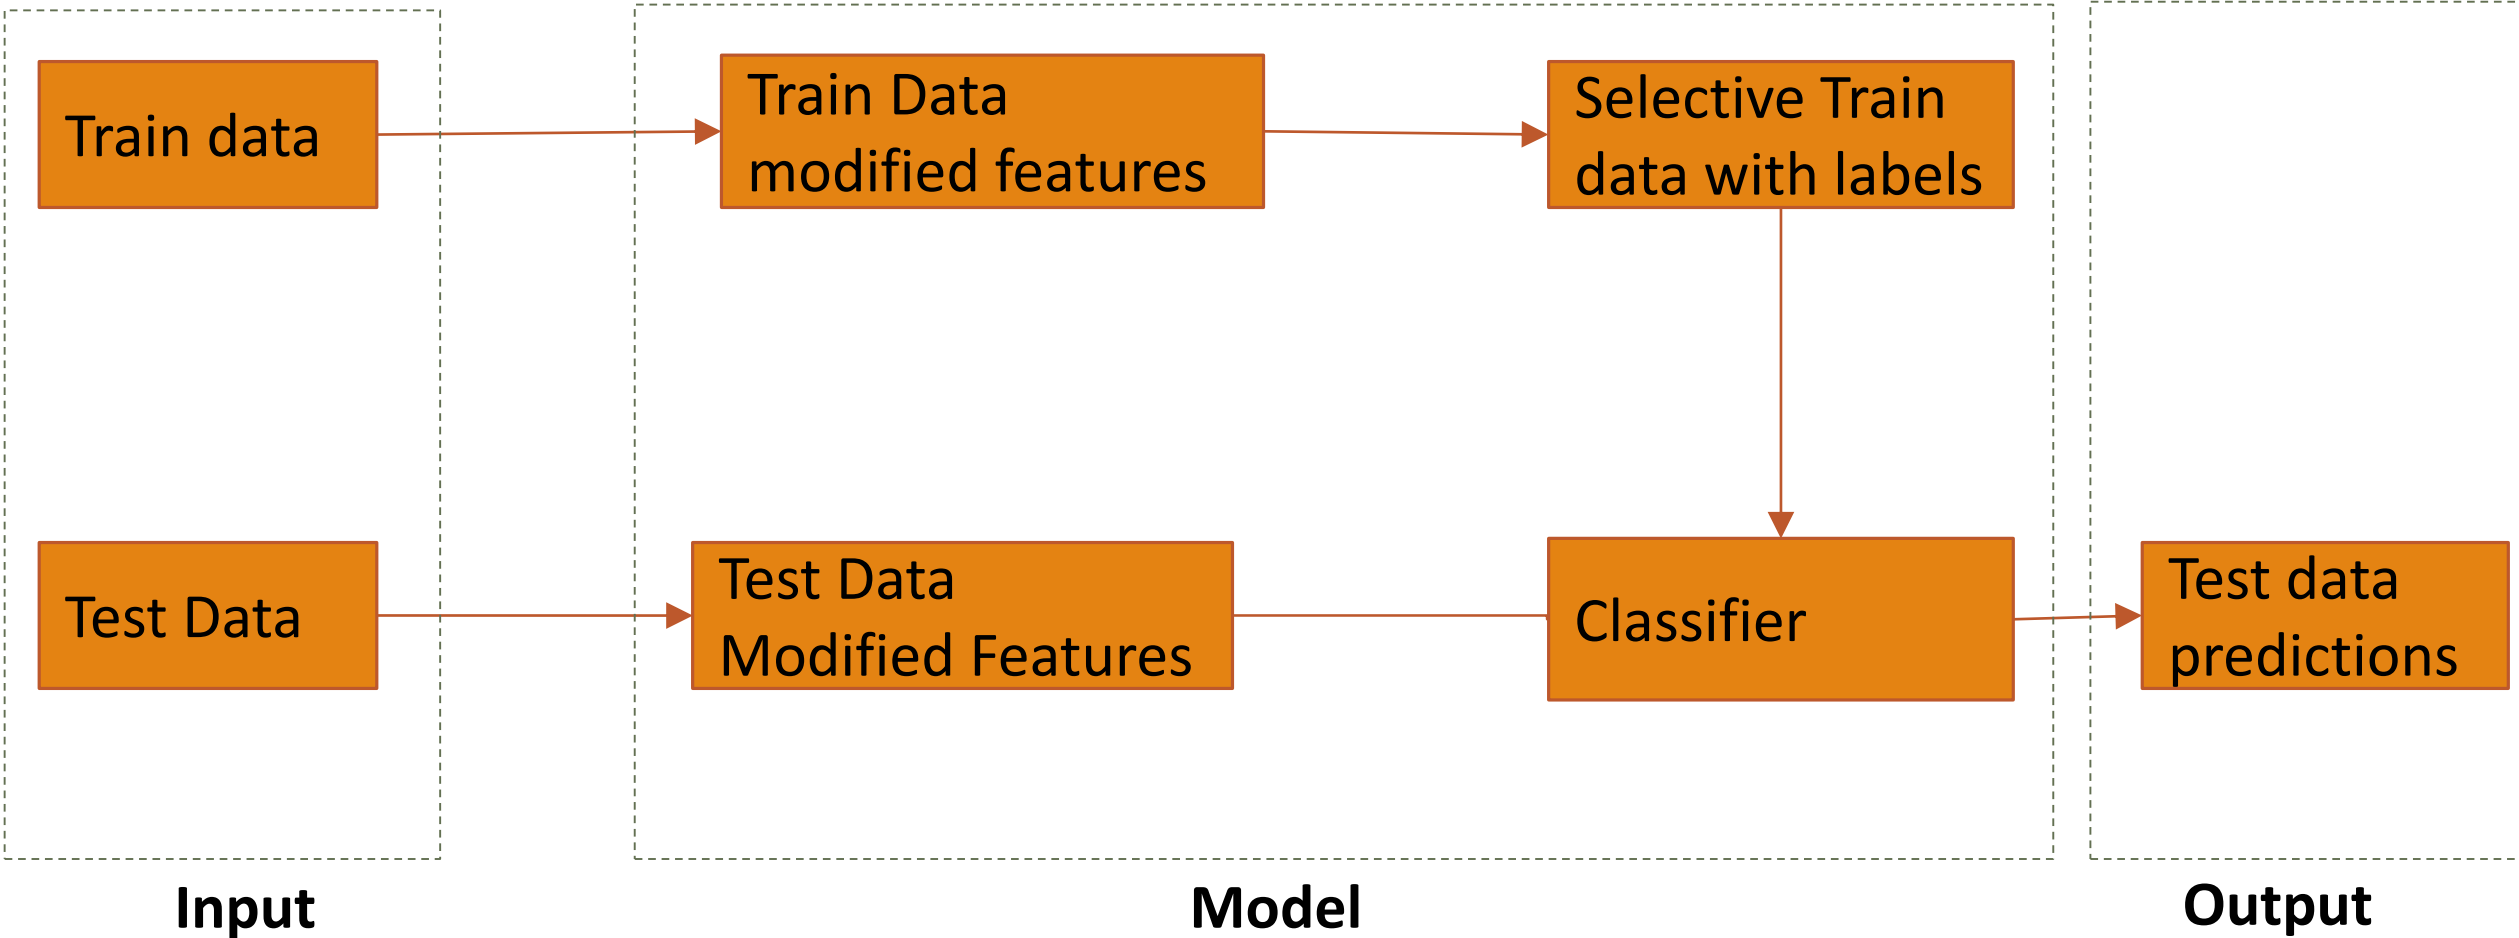 Train data
Train Data
modified features
Selective Train
data with labels
Test Data
Test Data
Modified Features
Classifier
Test data
predictions
Input
Model
Output